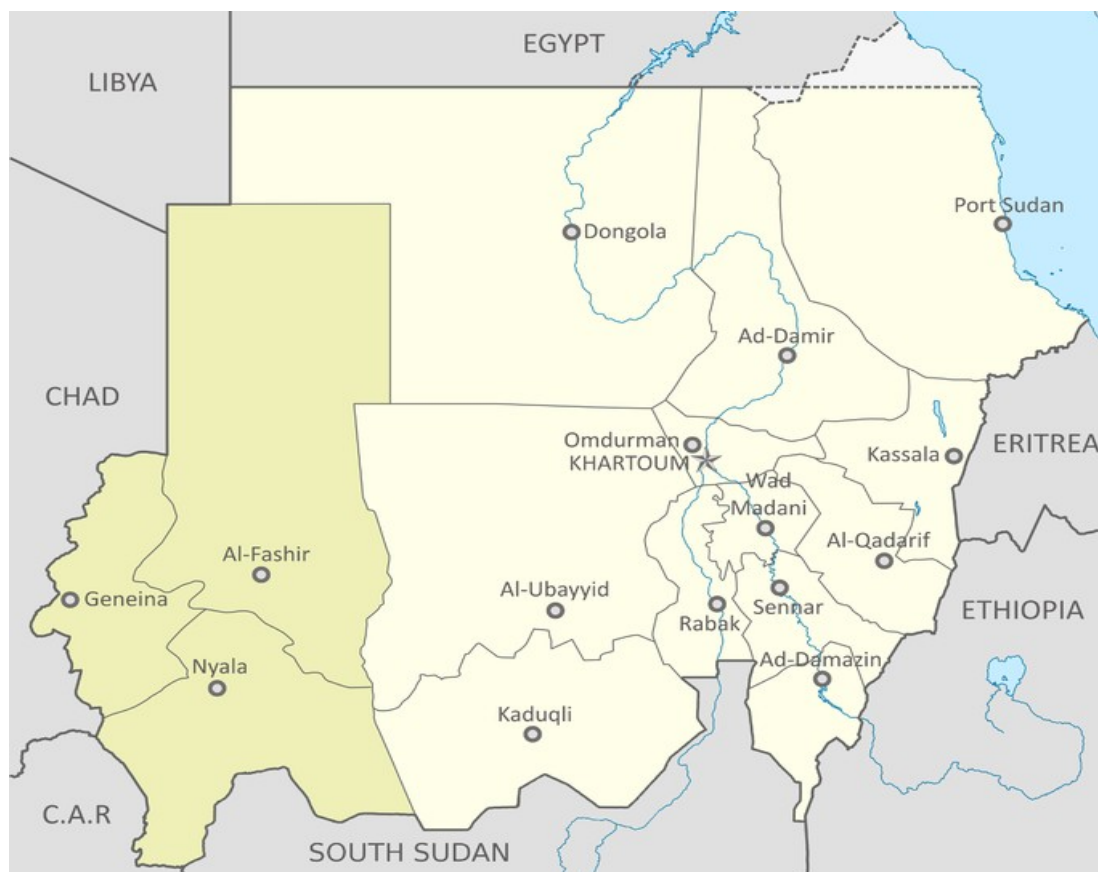 EGYPT
LIBYA
Port Sudan
Dongola
Ad-Damir
CHAD
Omdurman
KHARTOUM
Kassala
ERITREA
Wad
Madani
Al-Qadarif
Al-Fashir
Geneina
Al-Ubayyid
Sennar
Rabak
ETHIOPIA
Nyala
Ad-Damazin
Kaduqli
C.A.R
SOUTH SUDAN